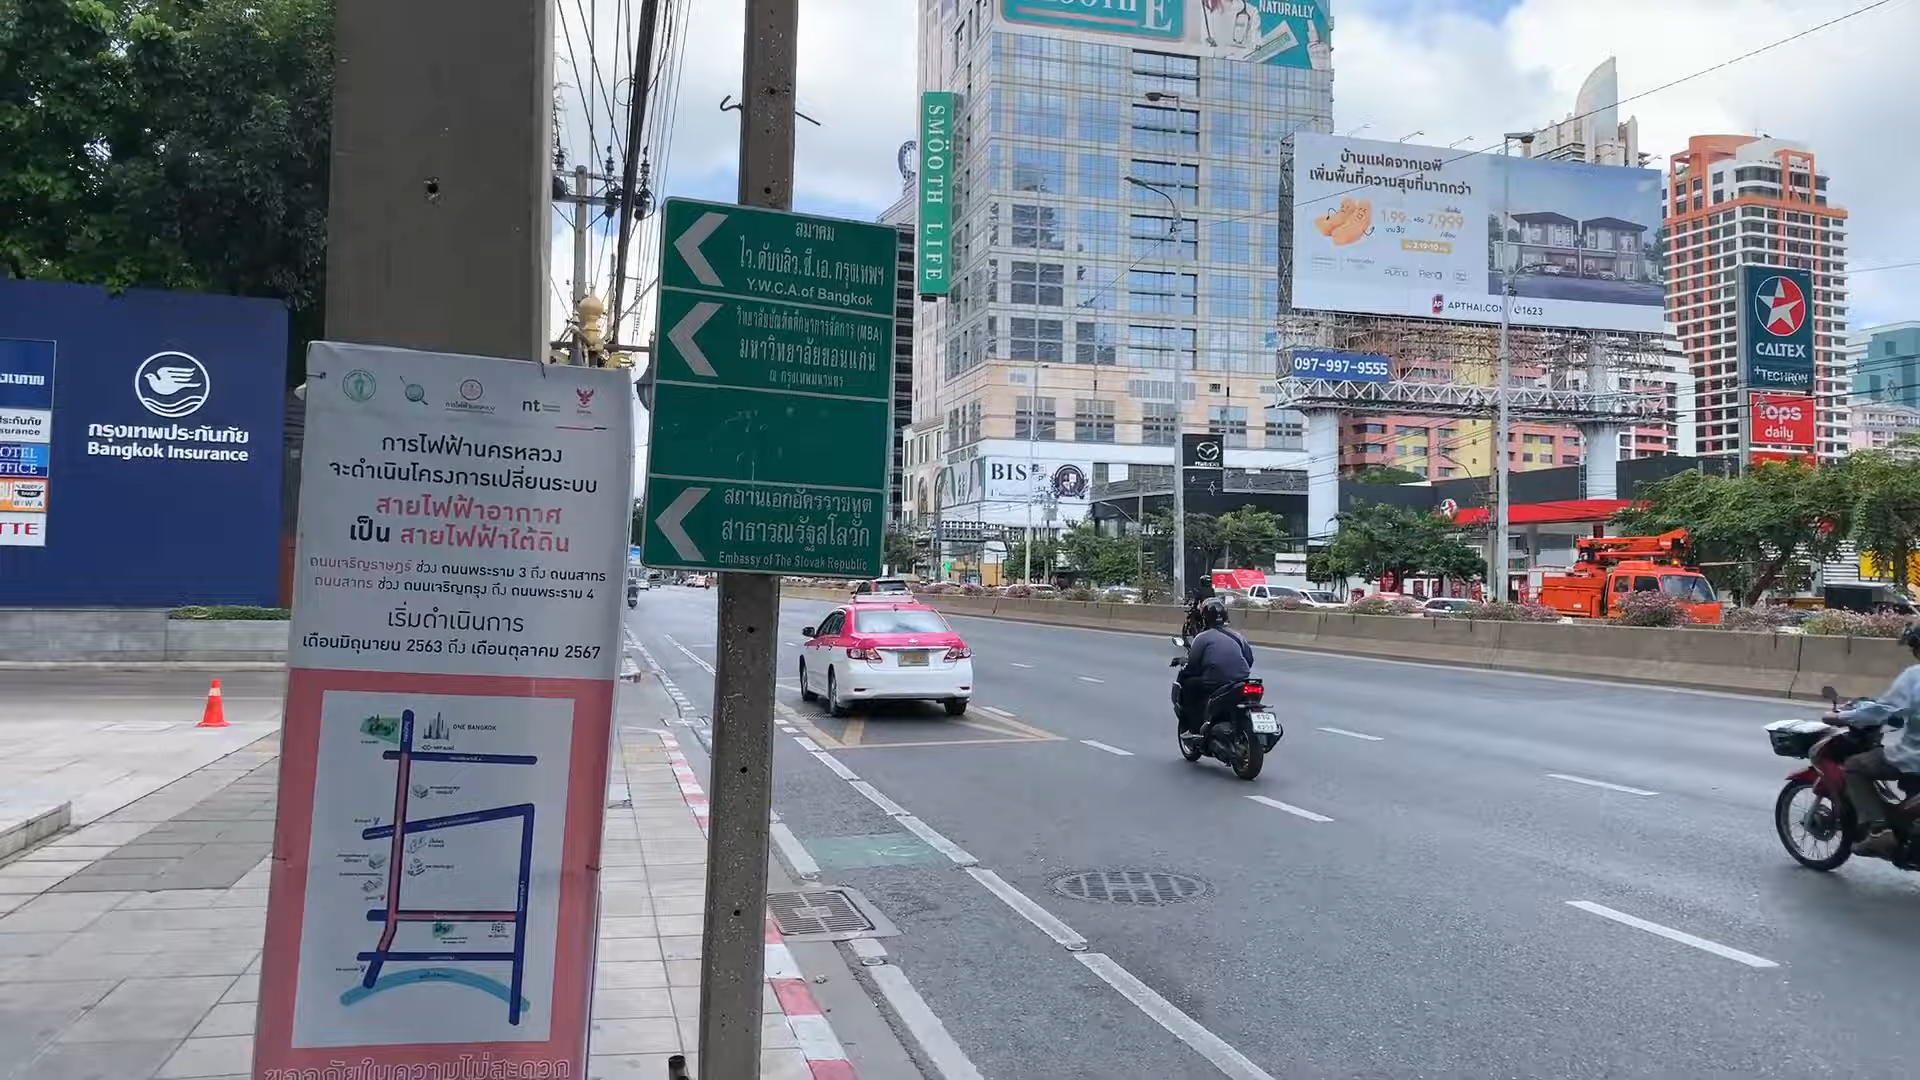 กรุงเทพประกันภัย
Bangkok Insurance
nt
การไฟฟ้านครหลวง
จะดำเนินโครงการเปลี่ยนระบบ
สายไฟฟ้าอากาศ
เป็น สายไฟฟ้าใต้ดิน
ถนนเจริญราษฎร์ ช่วง ถนนพระราม 3 ถึง ถนนสาทร
ถนนสาทร ช่วง ถนนเจริญกรุง ถึง ถนนพระราม 4
เริ่มดำเนินการ
เดือนมิถุนายน 2563 ถึง เดือนตุลาคม 2567
ONE BANGKOK
ขออภัยในความไม่สะดวก
สมาคม
ไว.ดับบลิว.ซี.เอ. กรุงเทพฯ
Y.W.C.A. of Bangkok
วิทยาลัยบัณฑิตศึกษาการจัดการ (MBA)
มหาวิทยาลัยขอนแก่น
ณ กรุงเทพมหานคร
สถานเอกอัครราชทูต
สาธารณรัฐสโลวัก
Embassy of The Slovak Republic
NATURALLY
SMÖOTH LIFE
BIS
mazda
บ้านแฝดจากเอพี
เพิ่มพื้นที่ความสุขที่มากกว่า
1.99
7,999
APTHAI.COM
1623
097-997-9555
CALTEX
TECHRON
tops
daily